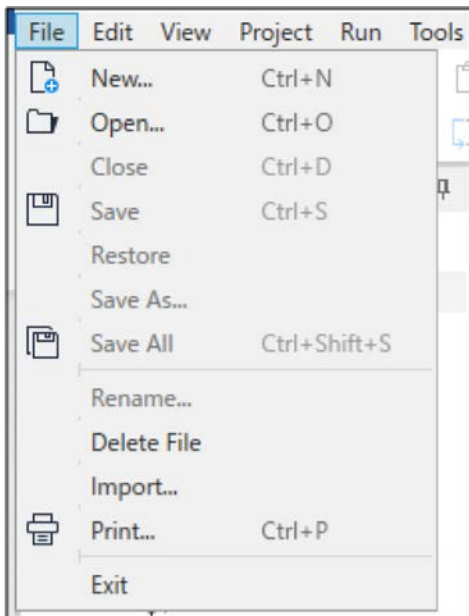 File Edit View Project Run Tools
New... Ctrl+N
Open... Ctrl+O
Close Ctrl+D
Save Ctrl+S
Restore
Save As...
Save All Ctrl+Shift+S
Rename...
Delete File
Import...
Print... Ctrl+P
Exit